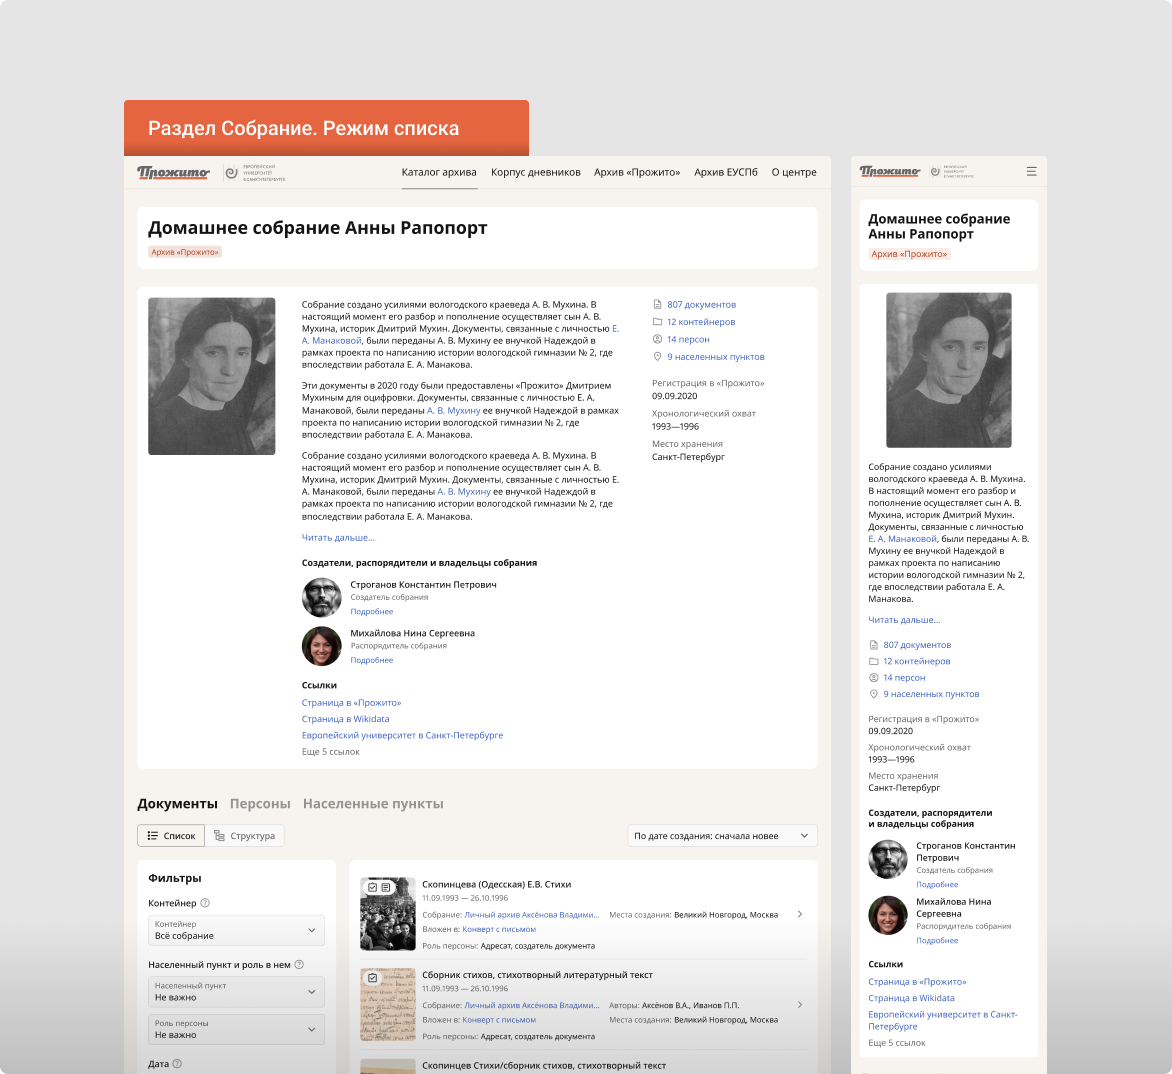 Раздел Собрание. Режим списка
Прожито
ЕВРОПЕЙСКИЙ
УНИВЕРСИТЕТ
В САНКТ-ПЕТЕРБУРГЕ
Каталог архива
Корпус дневников
Архив «Прожито»
Архив ЕУСПб
О центре
Домашнее собрание Анны Рапопорт
Архив «Прожито»
Собрание создано усилиями вологодского краеведа А. В. Мухина. В
настоящий момент его разбор и пополнение осуществляет сын А. В.
Мухина, историк Дмитрий Мухин. Документы, связанные с личностью Е.
А. Манаковой, были переданы А. В. Мухину ее внучкой Надеждой в
рамках проекта по написанию истории вологодской гимназии № 2, где
впоследствии работала Е. А. Манакова.
Эти документы в 2020 году были предоставлены «Прожито» Дмитрием
Мухиным для оцифровки. Документы, связанные с личностью Е. А.
Манаковой, были переданы А. В. Мухину ее внучкой Надеждой в рамках
проекта по написанию истории вологодской гимназии № 2, где
впоследствии работала Е. А. Манакова.
Собрание создано усилиями вологодского краеведа А. В. Мухина. В
настоящий момент его разбор и пополнение осуществляет сын А. В.
Мухина, историк Дмитрий Мухин. Документы, связанные с личностью Е.
А. Манаковой, были переданы А. В. Мухину ее внучкой Надеждой в
рамках проекта по написанию истории вологодской гимназии № 2, где
впоследствии работала Е. А. Манакова.
Читать дальше...
807 документов
12 контейнеров
14 персон
9 населенных пунктов
Регистрация в «Прожито»
09.09.2020
Хронологический охват
1993—1996
Место хранения
Санкт-Петербург
Создатели, распорядители и владельцы собрания
Строганов Константин Петрович
Создатель собрания
Подробнее
Михайлова Нина Сергеевна
Распорядитель собрания
Подробнее
Ссылки
Страница в «Прожито»
Страница в Wikidata
Европейский университет в Санкт-Петербурге
Еще 5 ссылок
Документы
Персоны
Населенные пункты
Список
Структура
По дате создания: сначала новее
Фильтры
Контейнер
Контейнер
Всё собрание
Населенный пункт и роль в нем
Населенный пункт
Не важно
Роль персоны
Не важно
Дата
Скопинцева (Одесская) Е.В. Стихи
11.09.1993 — 26.10.1996
Собрание: Личный архив Аксёнова Владими...
Места создания: Великий Новгород, Москва
Вложен в: Конверт с письмом
Роль персоны: Адресат, создатель документа
Сборник стихов, стихотворный литературный текст
11.09.1993 — 26.10.1996
Собрание: Личный архив Аксёнова Владими...
Авторы: Аксёнов В.А., Иванов П.П.
Вложен в: Конверт с письмом
Места создания: Великий Новгород, Москва
Роль персоны: Адресат, создатель документа
Скопинцев Стихи/сборник стихов, стихотворный текст
Прожито
ЕВРОПЕЙСКИЙ
УНИВЕРСИТЕТ
В САНКТ-ПЕТЕРБУРГЕ
Домашнее собрание
Анны Рапопорт
Архив «Прожито»
Собрание создано усилиями
вологодского краеведа А. В. Мухина.
В настоящий момент его разбор и
пополнение осуществляет сын А. В.
Мухина, историк Дмитрий Мухин.
Документы, связанные с личностью
Е. А. Манаковой, были переданы А. В.
Мухину ее внучкой Надеждой в
рамках проекта по написанию
истории вологодской гимназии № 2,
где впоследствии работала Е. А.
Манакова.
Читать дальше...
807 документов
12 контейнеров
14 персон
9 населенных пунктов
Регистрация в «Прожито»
09.09.2020
Хронологический охват
1993—1996
Место хранения
Санкт-Петербург
Создатели, распорядители
и владельцы собрания
Строганов Константин
Петрович
Создатель собрания
Подробнее
Михайлова Нина
Сергеевна
Распорядитель собрания
Подробнее
Ссылки
Страница в «Прожито»
Страница в Wikidata
Европейский университет в Санкт-
Петербурге
Еще 5 ссылок